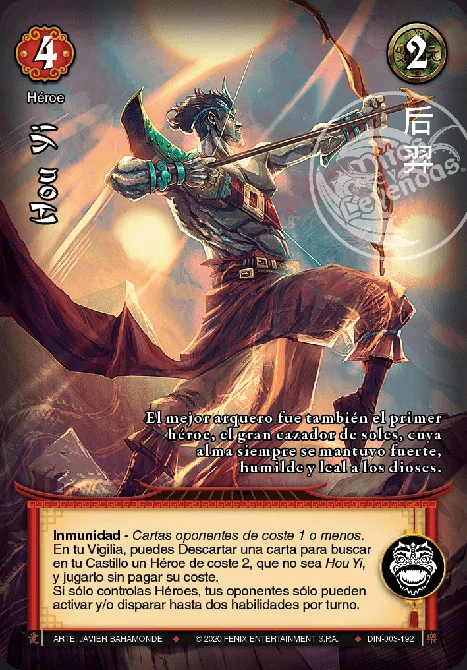 4
2
Héroe
Hou Yi
后羿
Mitos y
Leyendas
El mejor arquero fue también el primer
héroe, el gran cazador de soles, cuya
alma siempre se mantuvo fuerte,
humilde y leal a los dioses.
Inmunidad - Cartas oponentes de coste 1 o menos.
En tu Vigilia, puedes Descartar una carta para buscar
en tu Castillo un Héroe de coste 2, que no sea Hou Yi,
y jugarlo sin pagar su coste.
Si sólo controlas Héroes, tus oponentes sólo pueden
activar y/o disparar hasta dos habilidades por turno.
ARTE: JAVIER BAHAMONDE ◆ © 2020 FENIX ENTERTAINMENT S.P.A. ◆ DIN-003-192